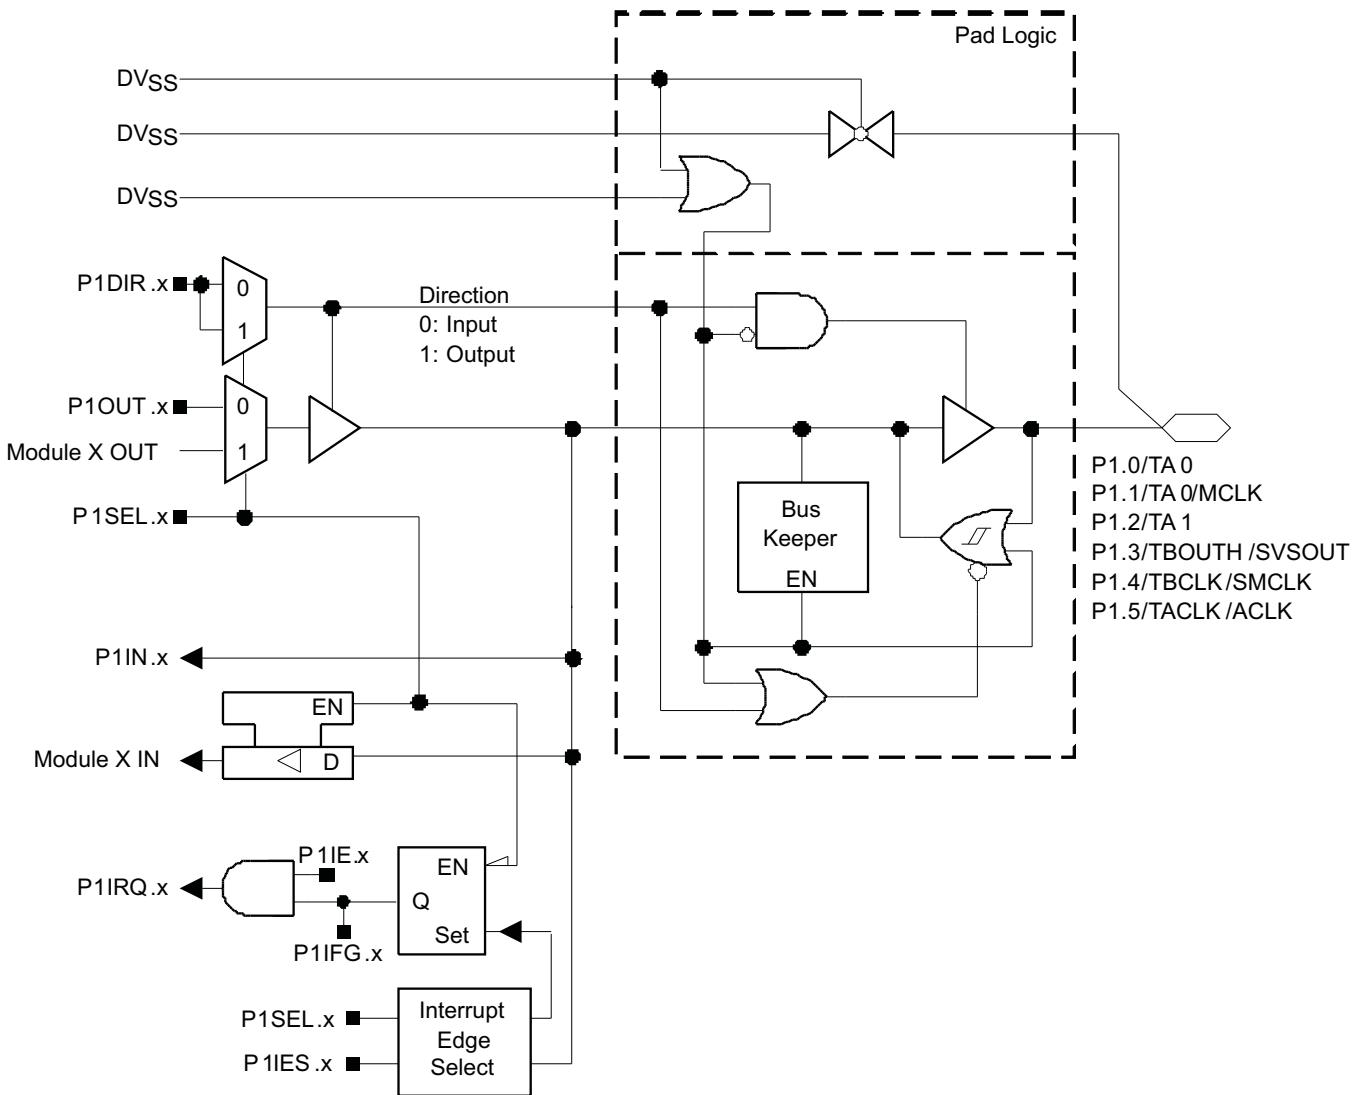 Pad Logic
DVSS
DVSS
DVSS
P1DIR.x
0
1
Direction
0: Input
1: Output
P1OUT.x
0
Module X OUT
1
P1SEL.x
Bus
Keeper
EN
P1.0/TA0
P1.1/TA0/MCLK
P1.2/TA1
P1.3/TBOUTH/SVSOUT
P1.4/TBCLK/SMCLK
P1.5/TACLK/ACLK
P1IN.x
EN
Module X IN
D
P1IE.x
P1IRQ.x
EN
Q
Set
P1IFG.x
P1SEL.x
P1IES.x
Interrupt
Edge
Select